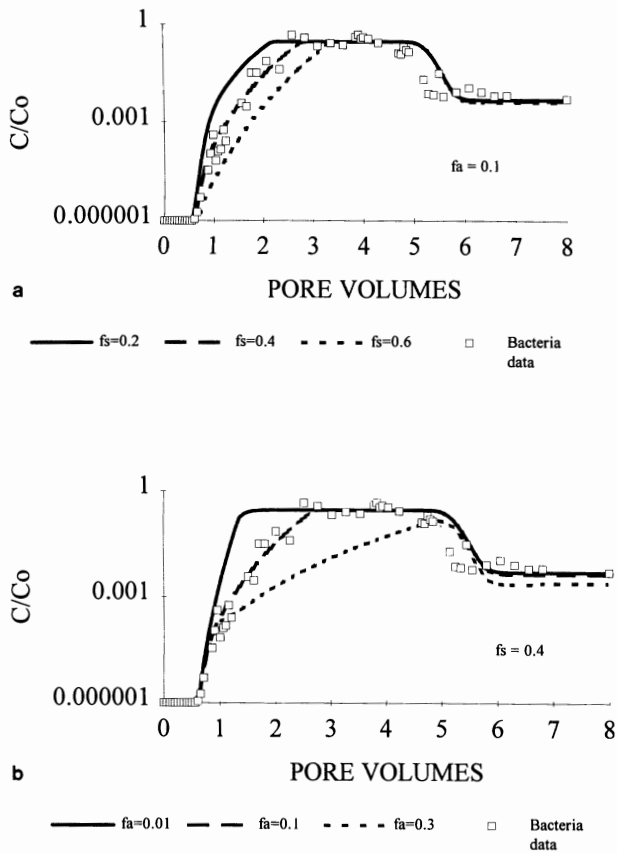 1
0.001
0.000001
C/Co
fa = 0.1
0 1 2 3 4 5 6 7 8
PORE VOLUMES
a
fs=0.2 fs=0.4 fs=0.6 Bacteria data
1
0.001
0.000001
C/Co
fs = 0.4
0 1 2 3 4 5 6 7 8
PORE VOLUMES
b
fa=0.01 fa=0.1 fa=0.3 Bacteria data